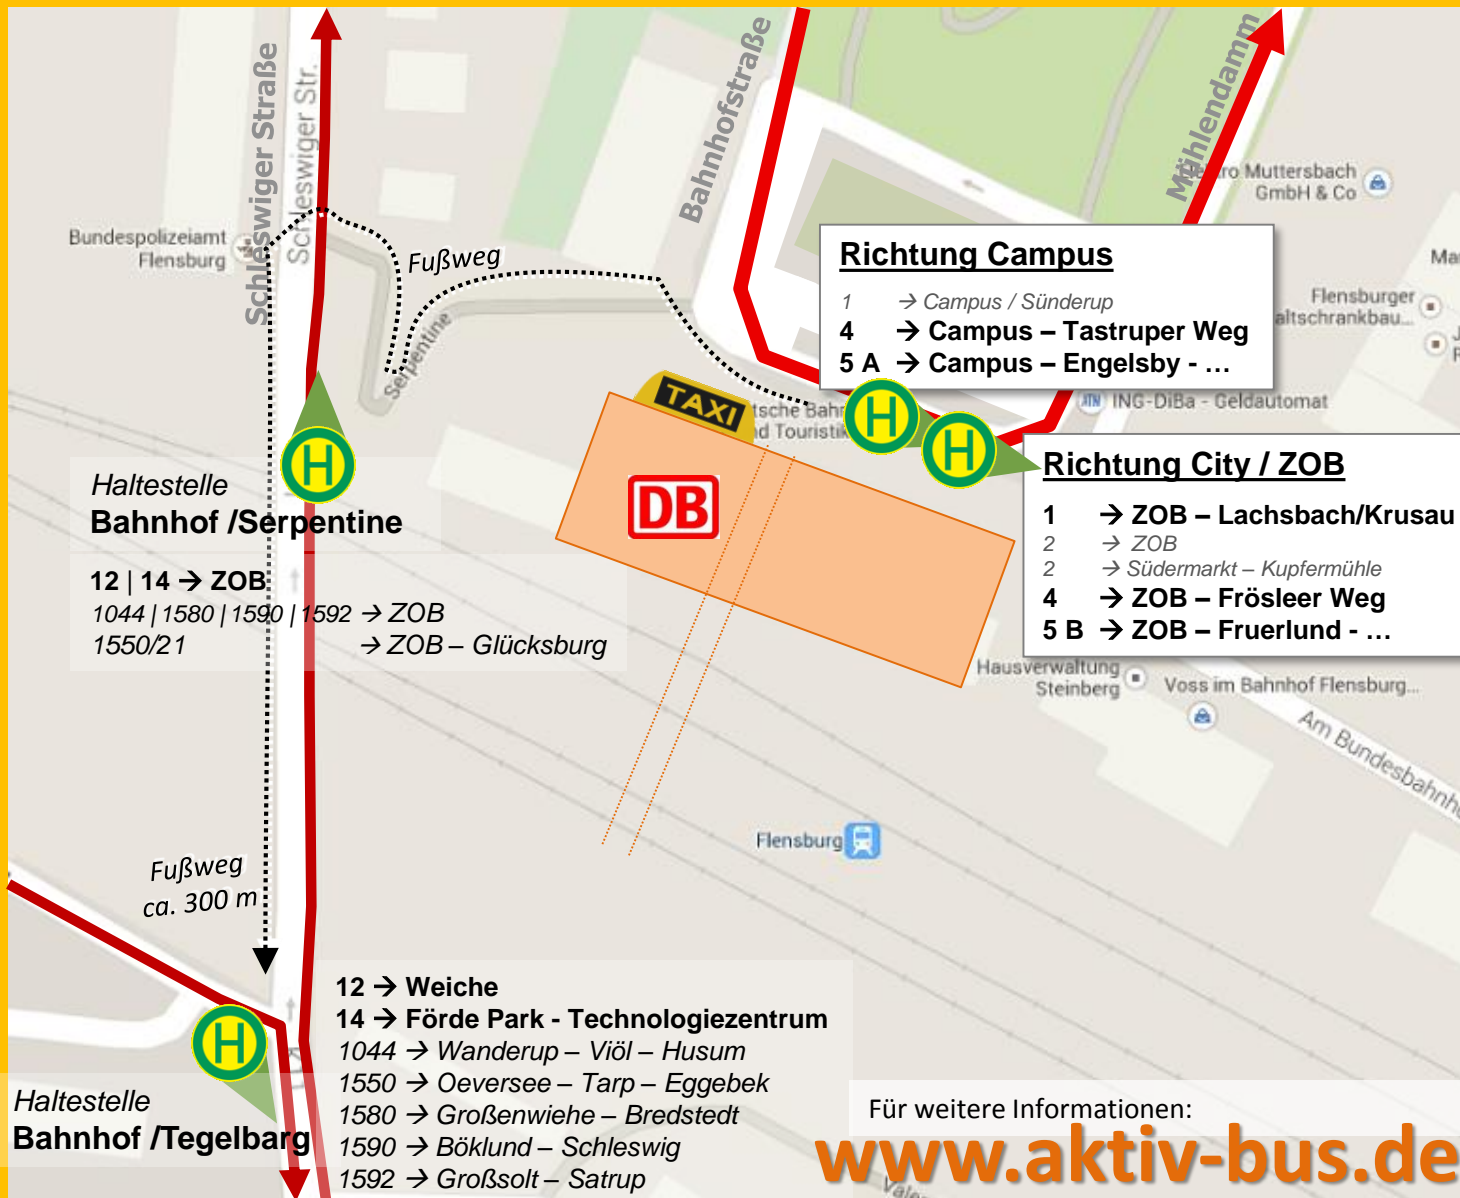 Schleswiger Straße
Schleswiger Str.
Bahnhofstraße
Mühlendamm
Muttersbach
GmbH & Co
Bundespolizeiamt
Flensburg
Fußweg
Serpentine
Richtung Campus
1 → Campus / Sünderup
4 → Campus – Tastruper Weg
5 A → Campus – Engelsby - …
Flensburger
TAXI
H
H
ATM ING-DiBa - Geldautomat
Richtung City / ZOB
1 → ZOB – Lachsbach/Krusau
2 → ZOB
2 → Südermarkt – Kupfermühle
4 → ZOB – Frösleer Weg
5 B → ZOB – Fruerlund - …
H
DB
Haltestelle
Bahnhof /Serpentine
12 | 14 → ZOB
1044 | 1580 | 1590 | 1592 → ZOB
1550/21 → ZOB – Glücksburg
Hausverwaltung
Steinberg
Voss im Bahnhof Flensburg...
Am Bundesbahnh
Flensburg
Fußweg
ca. 300 m
H
Haltestelle
Bahnhof /Tegelbarg
12 → Weiche
14 → Förde Park - Technologiezentrum
1044 → Wanderup – Viöl – Husum
1550 → Oeversee – Tarp – Eggebek
1580 → Großenwiehe – Bredstedt
1590 → Böklund – Schleswig
1592 → Großsolt – Satrup
Für weitere Informationen:
www.aktiv-bus.de